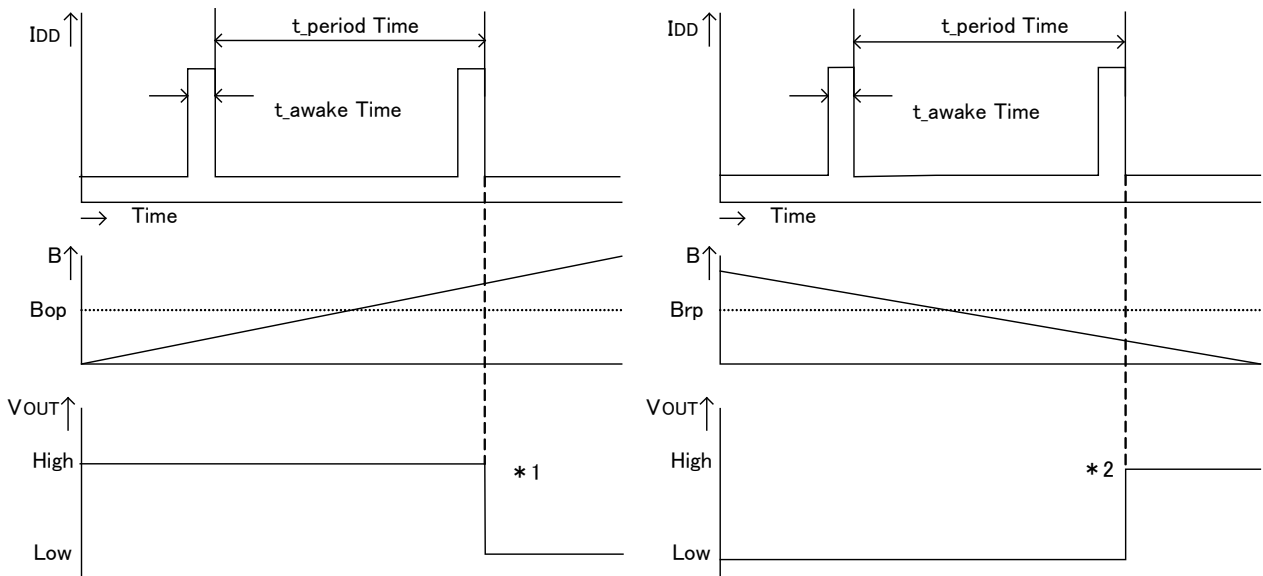 IDD
t_period Time
t_awake Time
Time
B
Bop
VOUT
High
*1
Low
IDD
t_period Time
t_awake Time
Time
B
Brp
VOUT
High
*2
Low